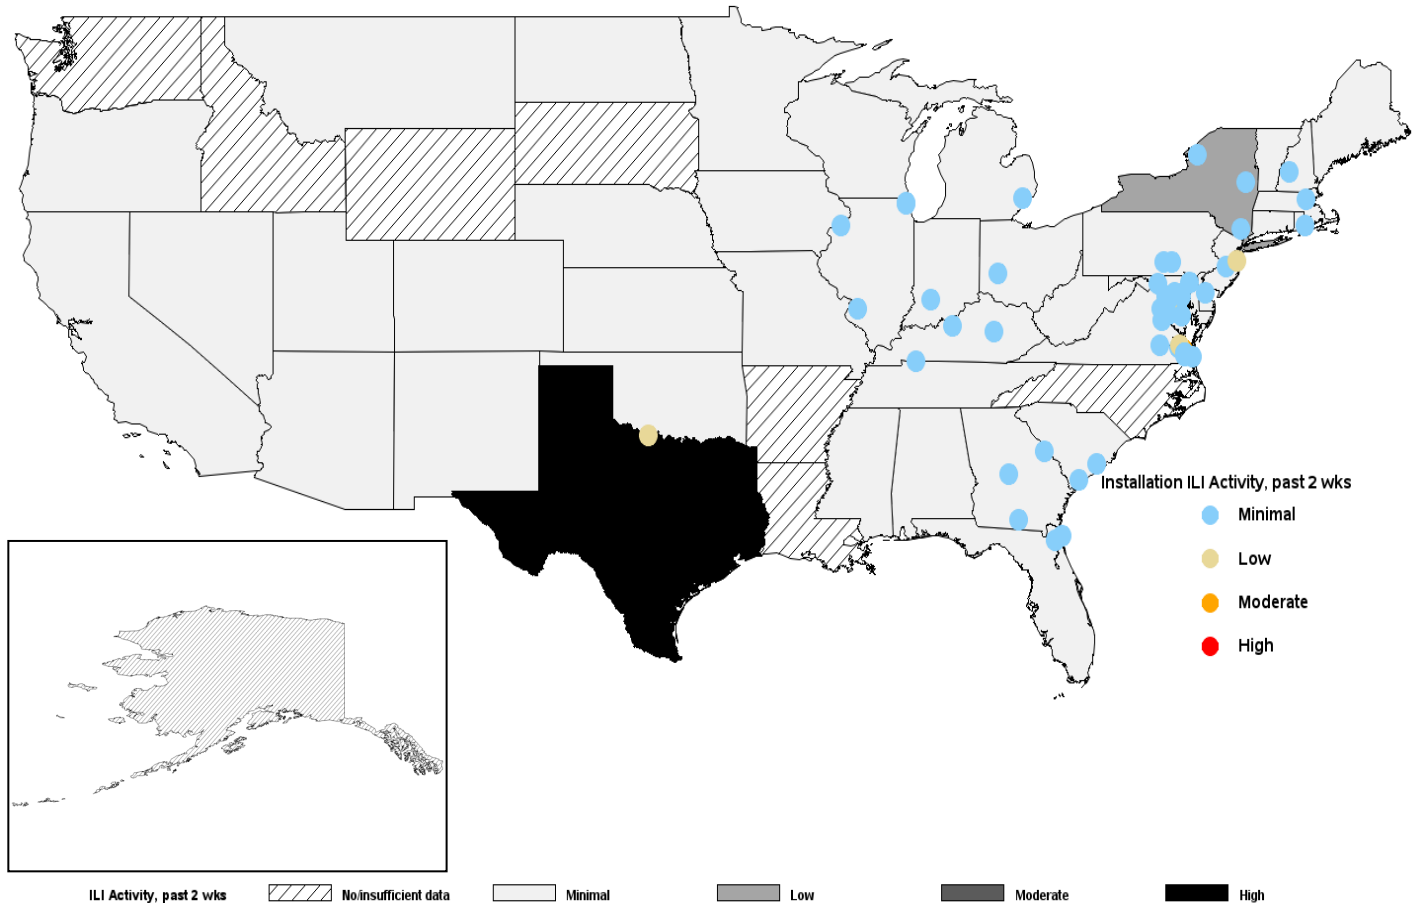 Installation ILI Activity, past 2 wks
Minimal
Low
Moderate
High
ILI Activity, past 2 wks No/insufficient data Minimal Low Moderate High